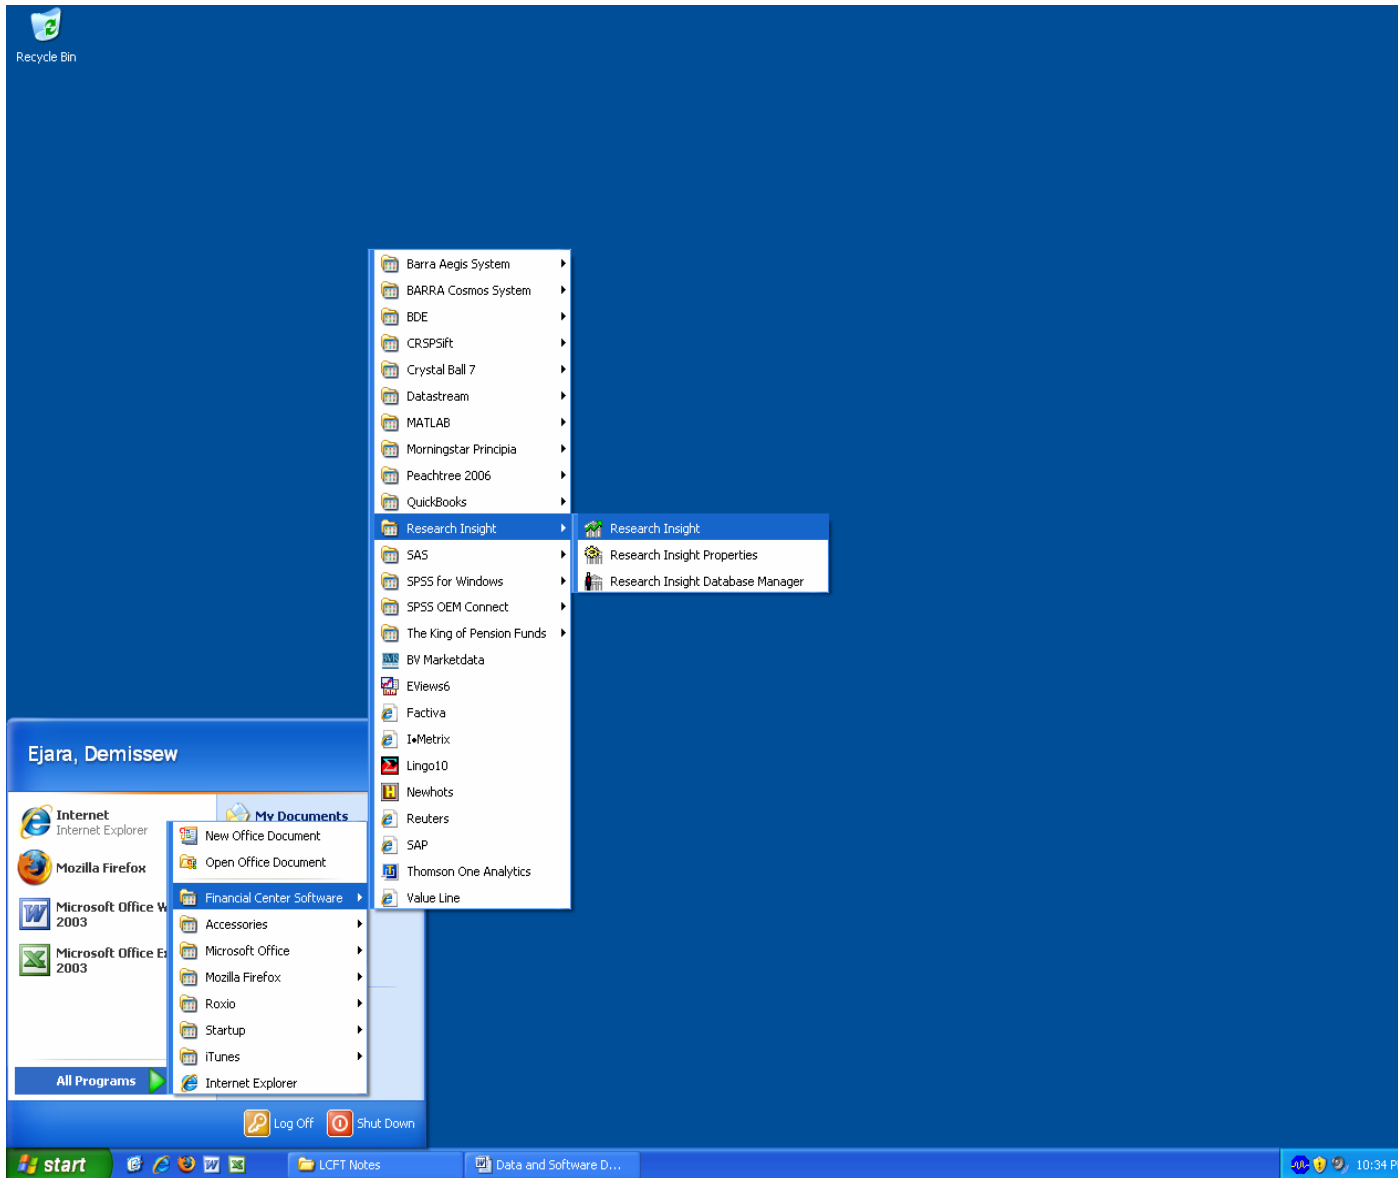 Recycle Bin
Barra Aegis System
BARRA Cosmos System
BDE
CRSPSift
Crystal Ball 7
Datastream
MATLAB
Morningstar Principia
Peachtree 2006
QuickBooks
Research Insight
SAS
SPSS for Windows
SPSS OEM Connect
The King of Pension Funds
BV Marketdata
EViews6
Factiva
I•Metrix
Lingo10
Newhots
Reuters
SAP
Thomson One Analytics
Value Line
Research Insight
Research Insight Properties
Research Insight Database Manager
Ejara, Demissew
Internet
Internet Explorer
Mozilla Firefox
Microsoft Office W
2003
Microsoft Office Ex
2003
All Programs
My Documents
New Office Document
Open Office Document
Financial Center Software
Accessories
Microsoft Office
Mozilla Firefox
Roxio
Startup
iTunes
Internet Explorer
Log Off
Shut Down
start
LCFT Notes
Data and Software D...
10:34 P